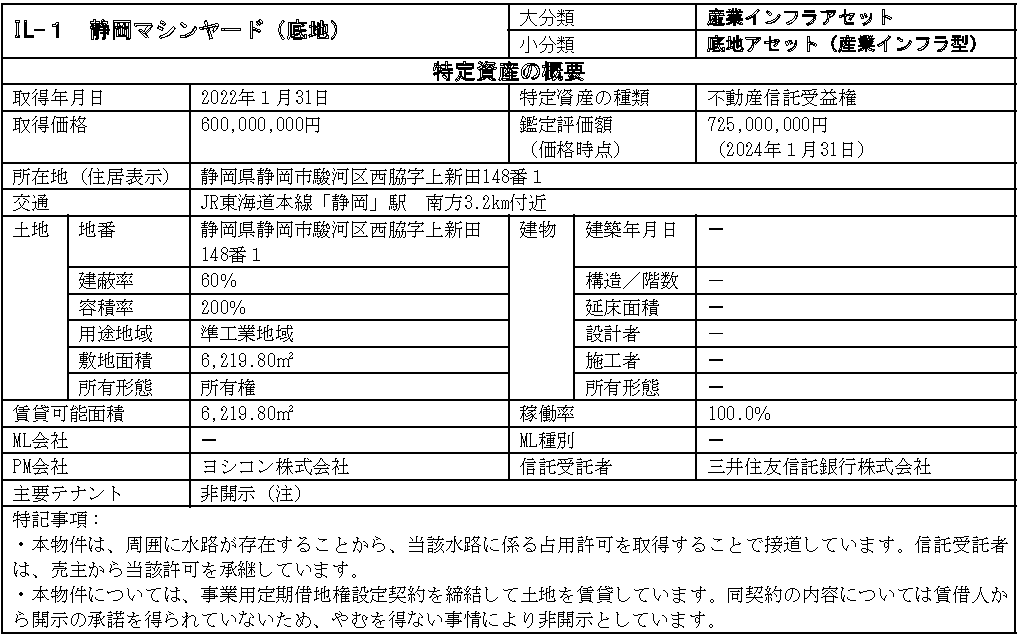 IL-1　静岡マシンヤード（底地）　大分類　産業インフラアセット
小分類　底地アセット（産業インフラ型）
特定資産の概要
取得年月日　2022年１月31日　特定資産の種類　不動産信託受益権
取得価格　600,000,000円　鑑定評価額　725,000,000円
（価格時点）　（2024年１月31日）
所在地（住居表示）　静岡県静岡市駿河区西脇字上新田148番１
交通　JR東海道本線「静岡」駅　南方3.2km付近
土地　地番　静岡県静岡市駿河区西脇字上新田　建物　建築年月日　－
148番１
建蔽率　60%　構造／階数　－
容積率　200%　延床面積　－
用途地域　準工業地域　設計者　－
敷地面積　6,219.80㎡　施工者　－
所有形態　所有権　所有形態　－
賃貸可能面積　6,219.80㎡　稼働率　100.0%
ML会社　－　ML種別　－
PM会社　ヨシコン株式会社　信託受託者　三井住友信託銀行株式会社
主要テナント　非開示（注）
特記事項：
・本物件は、周囲に水路が存在することから、当該水路に係る占用許可を取得することで接道しています。信託受託者
は、売主から当該許可を承継しています。
・本物件については、事業用定期借地権設定契約を締結して土地を賃貸しています。同契約の内容については賃借人か
ら開示の承諾を得られていないため、やむを得ない事情により非開示としています。